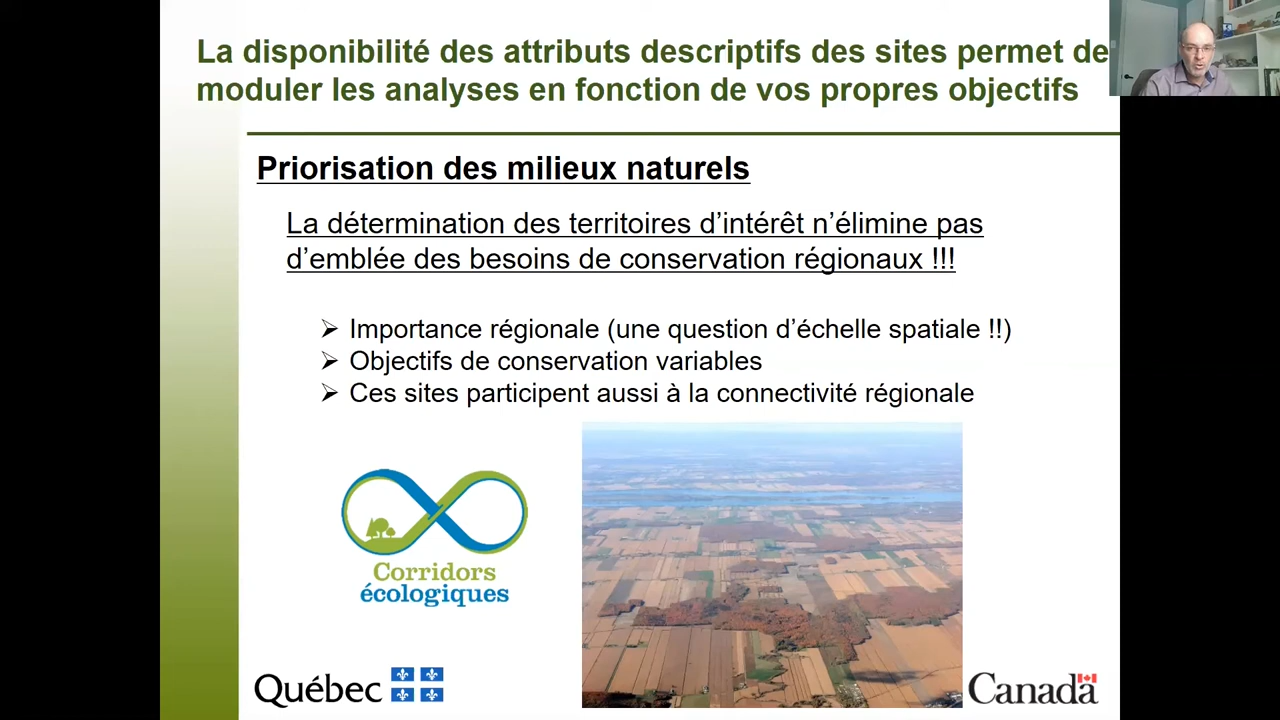 La disponibilité des attributs descriptifs des sites permet de
moduler les analyses en fonction de vos propres objectifs
Priorisation des milieux naturels
La détermination des territoires d’intérêt n’élimine pas
d’emblée des besoins de conservation régionaux !!!
➢ Importance régionale (une question d’échelle spatiale !!)
➢ Objectifs de conservation variables
➢ Ces sites participent aussi à la connectivité régionale
Corridors
écologiques
Québec
Canada